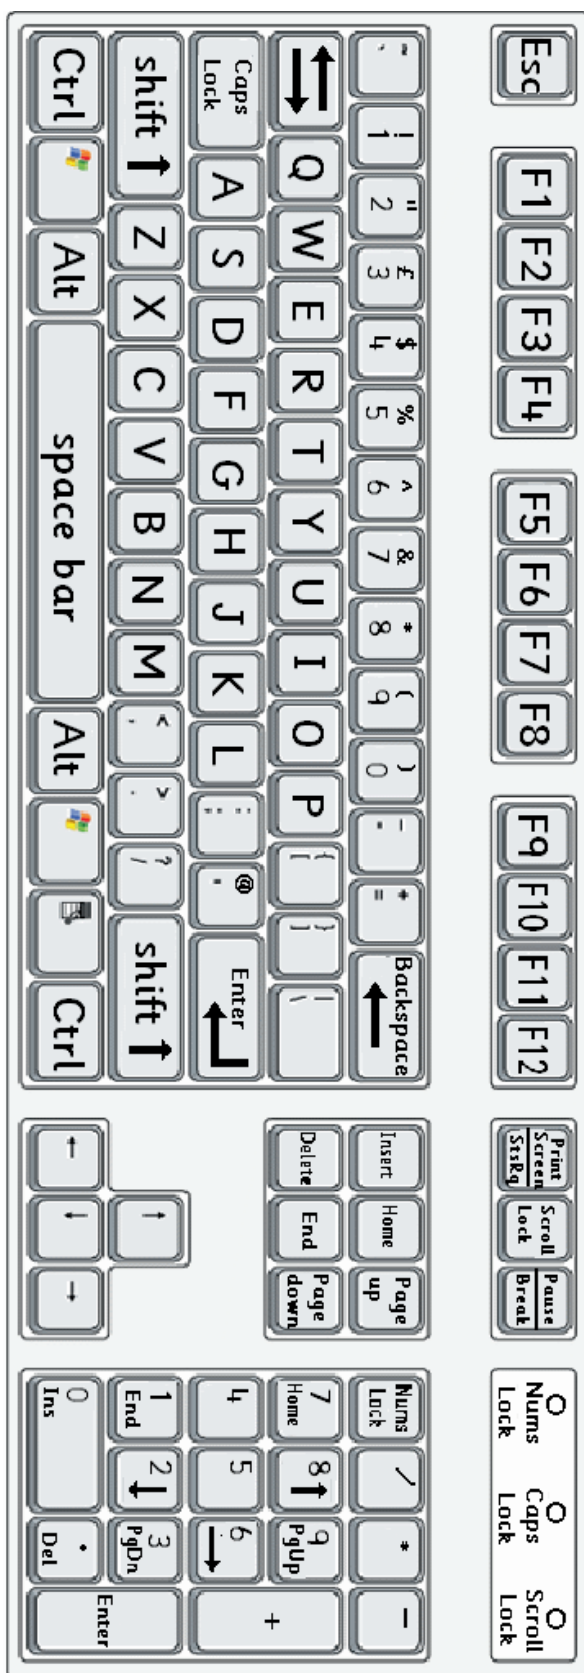 Esc
F1 F2 F3 F4
F5 F6 F7 F8
F9 F10 F11 F12
Print
Screen
StsRq
Scroll
Lock
Pause
Break
Nums
Lock
Caps
Lock
Scroll
Lock
~ ! " £ $ % ^ & * ( ) - +
` 1 2 3 4 5 6 7 8 9 0 - =
Backspace
←
Insert Home Page
up
Nums
Lock
/ * -
Q W E R T Y U I O P { } |
[ ] \
Delete End Page
down
7 8 9
Home ↑ PgUp
Caps
Lock
A S D F G H J K L : @
; '
Enter
4 5 6 +
→
shift ↑ Z X C V B N M < > ?
, . /
shift ↑
↑
1 2 3
End ↓ PgDn
Enter
Ctrl Alt space bar Alt Ctrl
← ↓ →
0 .
Ins Del